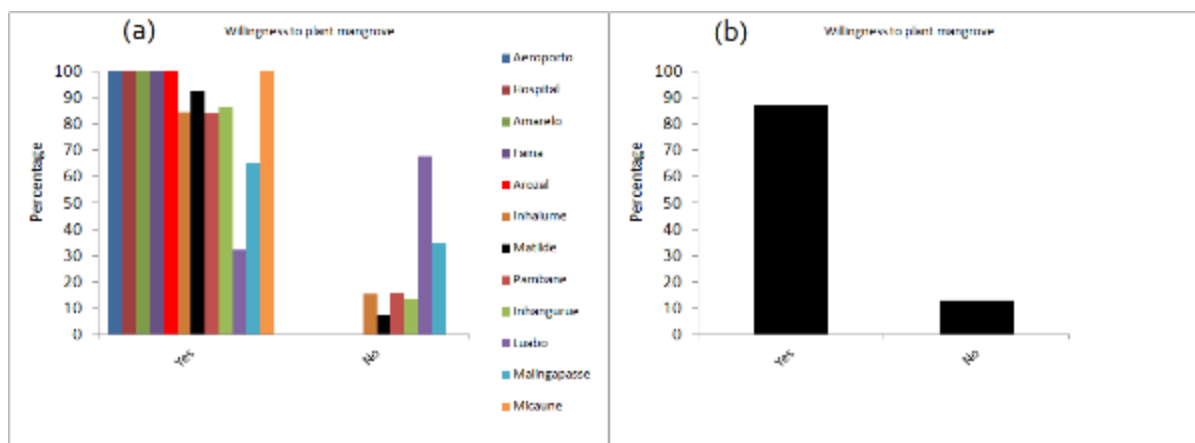 (a)
Willingness to plant mangrove
Percentage
100
90
80
70
60
50
40
30
20
10
0
Yes
No
Aeroporto
Hospital
Amarelo
Arozal
Inhalume
Matilde
Pambane
Inhangurue
Luabo
Malingapasse
Micaune
(b)
Willingness to plant mangrove
Percentage
100
90
80
70
60
50
40
30
20
10
0
Yes
No